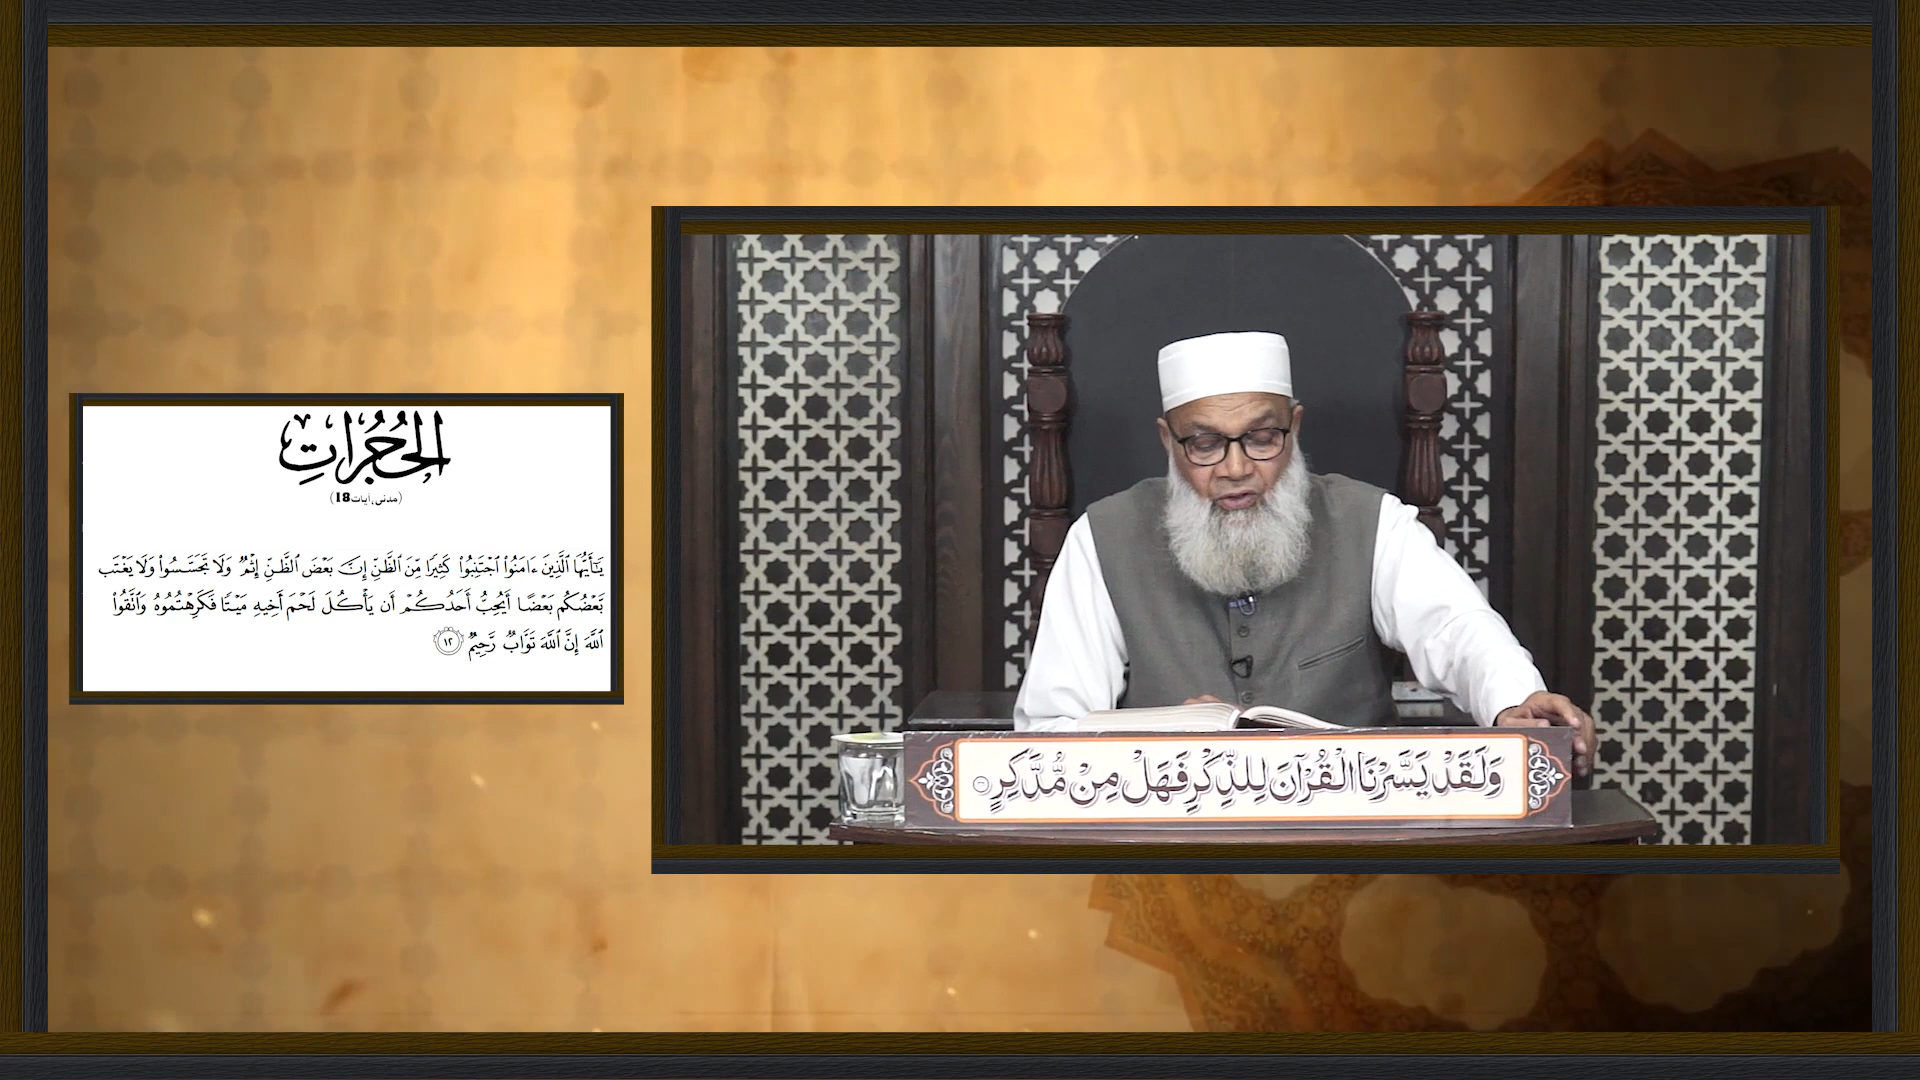 الحُجُرَاتِ
(مدنی، آیات 18)
يَٰٓأَيُّهَا ٱلَّذِينَ ءَامَنُوا۟ ٱجْتَنِبُوا۟ كَثِيرًا مِّنَ ٱلظَّنِّ إِنَّ بَعْضَ ٱلظَّنِّ إِثْمٌ وَلَا تَجَسَّسُوا۟ وَلَا يَغْتَب
بَّعْضُكُم بَعْضًا أَيُحِبُّ أَحَدُكُمْ أَن يَأْكُلَ لَحْمَ أَخِيهِ مَيْتًا فَكَرِهْتُمُوهُ وَٱتَّقُوا۟
ٱللَّهَ إِنَّ ٱللَّهَ تَوَّابٌ رَّحِيمٌ ١٢
وَلَقَدْ يَسَّرْنَا الْقُرْآنَ لِلذِّكْرِ فَهَلْ مِنْ مُّدَّكِرٍ